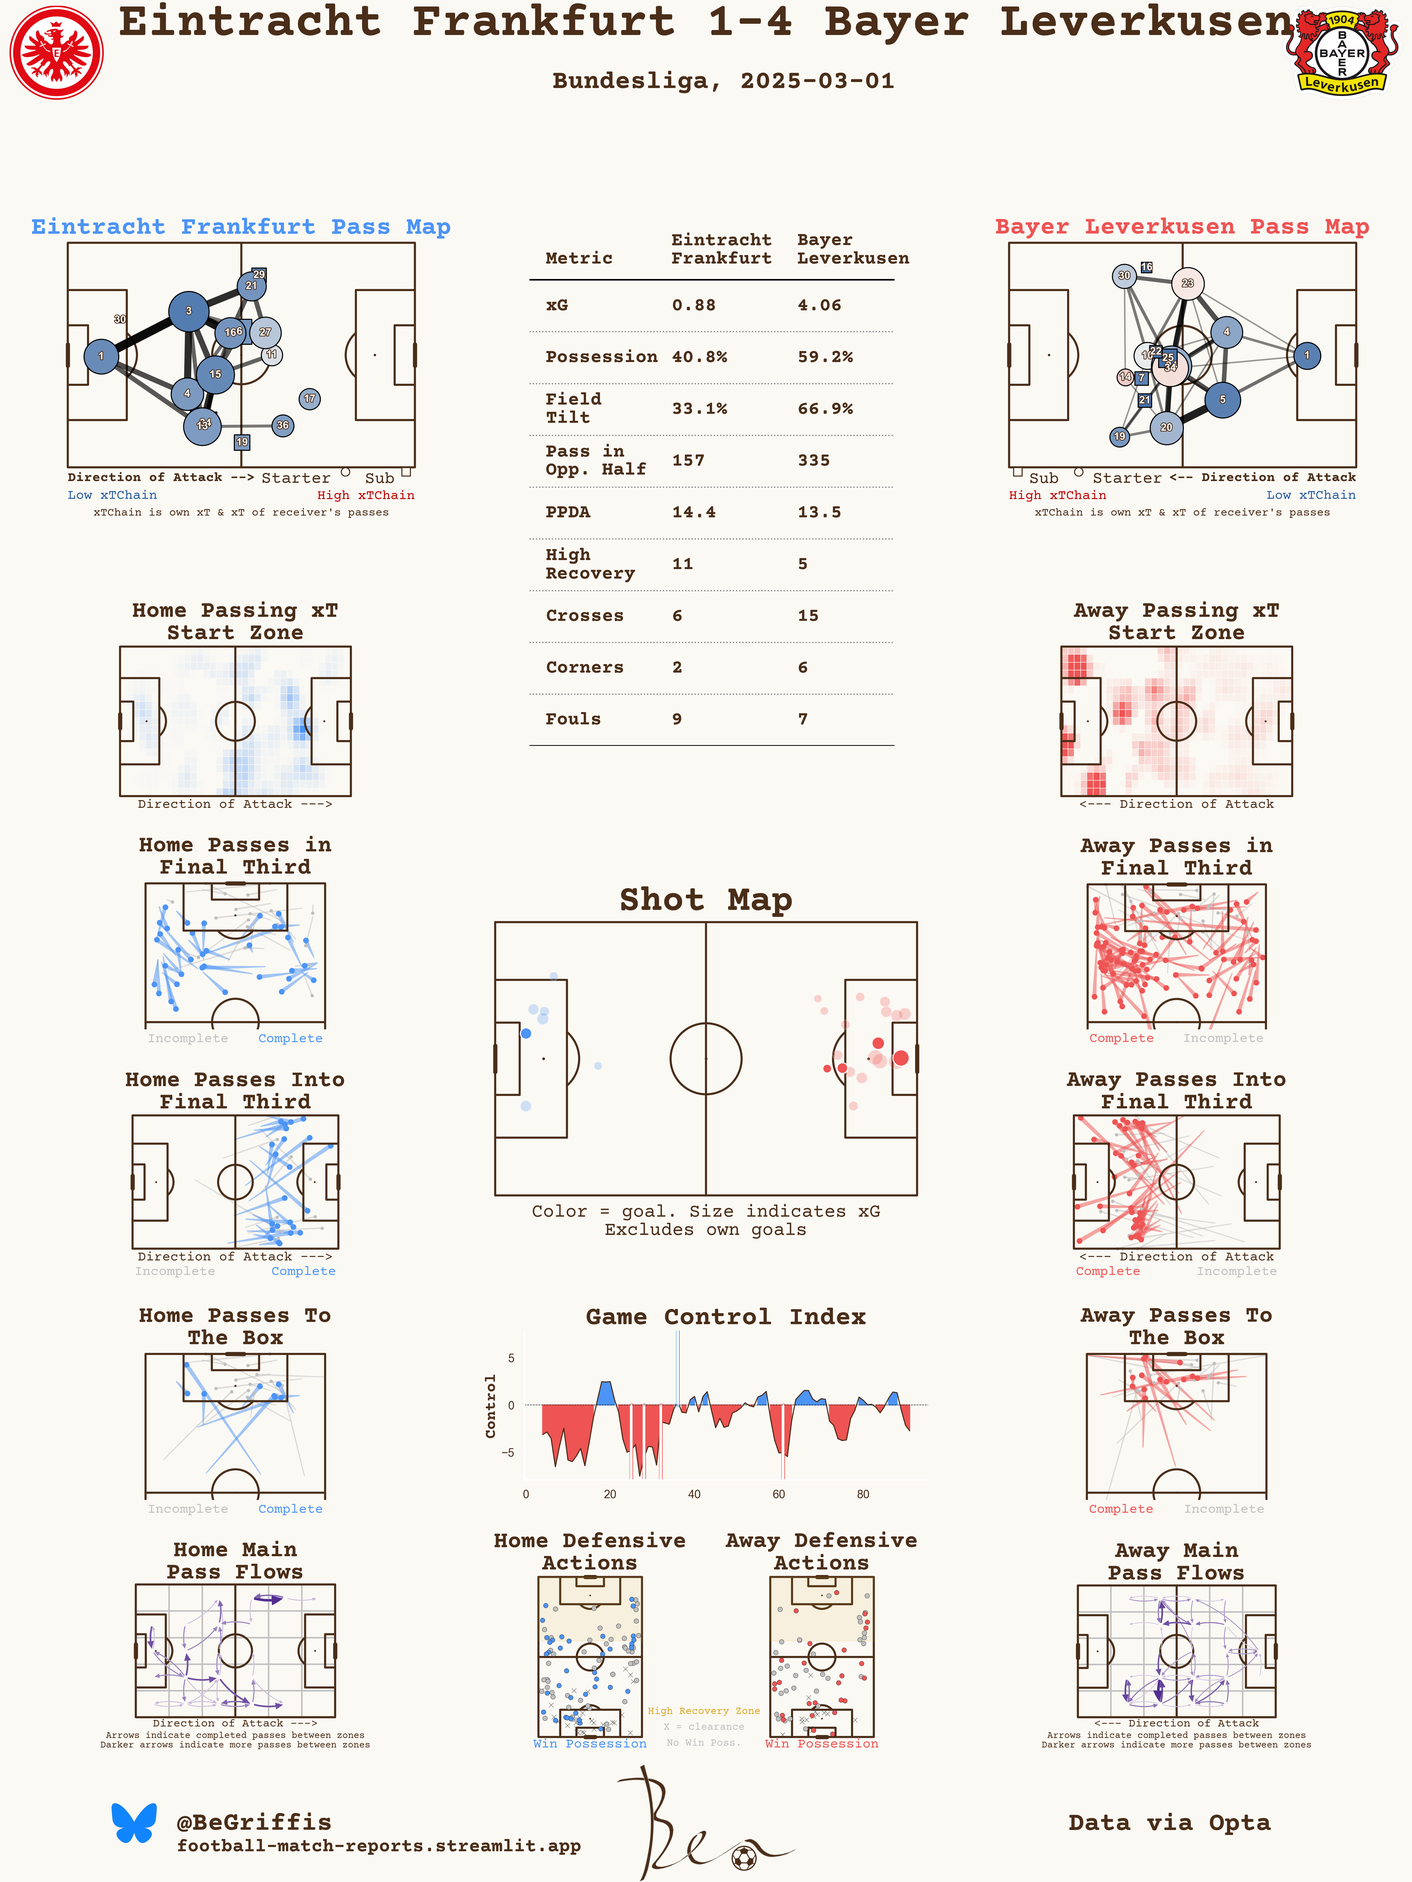 Eintracht Frankfurt 1-4 Bayer Leverkusen
1904
BAYER
BAYER
Leverkusen
Bundesliga, 2025-03-01
Eintracht Frankfurt Pass Map
29
21
3
30
16
6
27
11
1
15
4
17
13
36
19
Direction of Attack --> Starter Sub
Low xTChain High xTChain
xTChain is own xT & xT of receiver's passes
Metric Eintracht Frankfurt Bayer Leverkusen
xG 0.88 4.06
Possession 40.8% 59.2%
Field Tilt 33.1% 66.9%
Pass in Opp. Half 157 335
PPDA 14.4 13.5
High Recovery 11 5
Crosses 6 15
Corners 2 6
Fouls 9 7
Bayer Leverkusen Pass Map
30
16
23
4
22
25
1
34
14
7
21
5
20
19
Sub Starter <-- Direction of Attack
High xTChain Low xTChain
xTChain is own xT & xT of receiver's passes
Home Passing xT
Start Zone
Direction of Attack --->
Away Passing xT
Start Zone
<--- Direction of Attack
Home Passes in
Final Third
Incomplete Complete
Away Passes in
Final Third
Complete Incomplete
Shot Map
Color = goal. Size indicates xG
Excludes own goals
Home Passes Into
Final Third
Direction of Attack --->
Incomplete Complete
Away Passes Into
Final Third
<--- Direction of Attack
Complete Incomplete
Home Passes To
The Box
Incomplete Complete
Game Control Index
Control
5
0
−5
0 20 40 60 80
Away Passes To
The Box
Complete Incomplete
Home Main
Pass Flows
Direction of Attack --->
Arrows indicate completed passes between zones
Darker arrows indicate more passes between zones
Home Defensive
Actions
Win Possession
High Recovery Zone
X = clearance
No Win Poss.
Away Defensive
Actions
Win Possession
Away Main
Pass Flows
<--- Direction of Attack
Arrows indicate completed passes between zones
Darker arrows indicate more passes between zones
@BeGriffis
football-match-reports.streamlit.app
Ben
Data via Opta